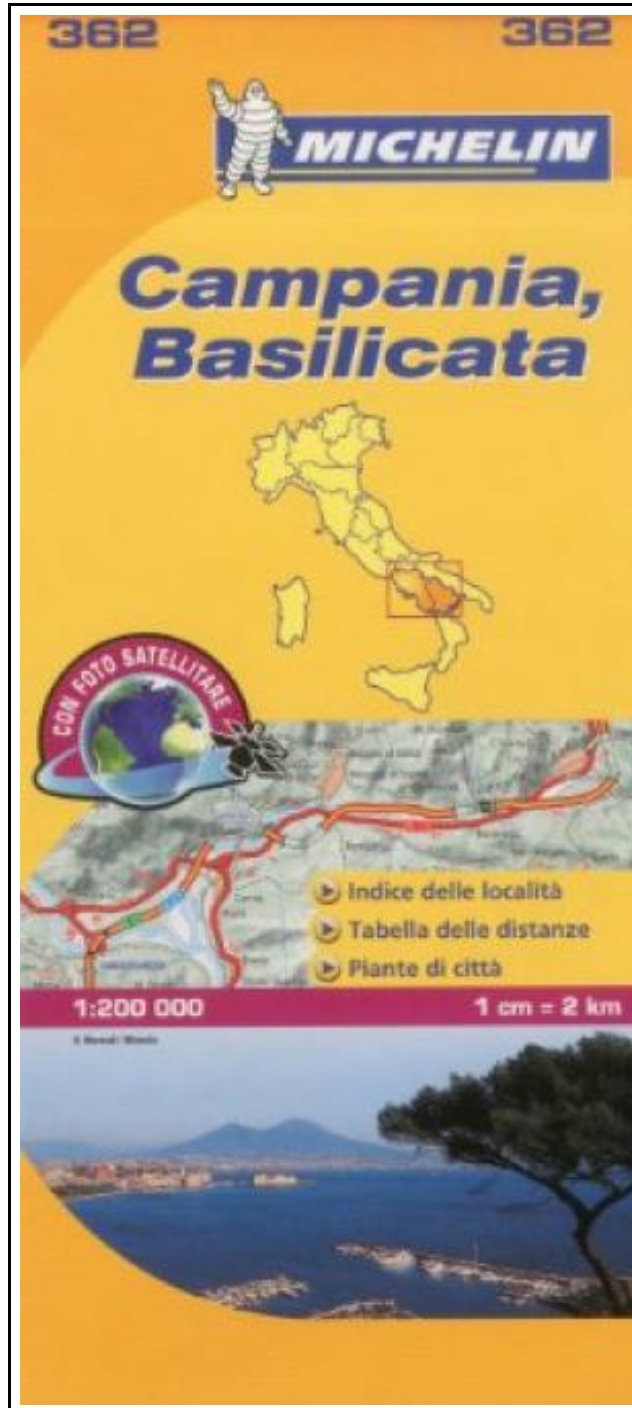 362 362
MICHELIN
Campania,
Basilicata
CON FOTO SATELLITARE
Indice delle località
Tabella delle distanze
Piante di città
1:200 000 1 cm = 2 km